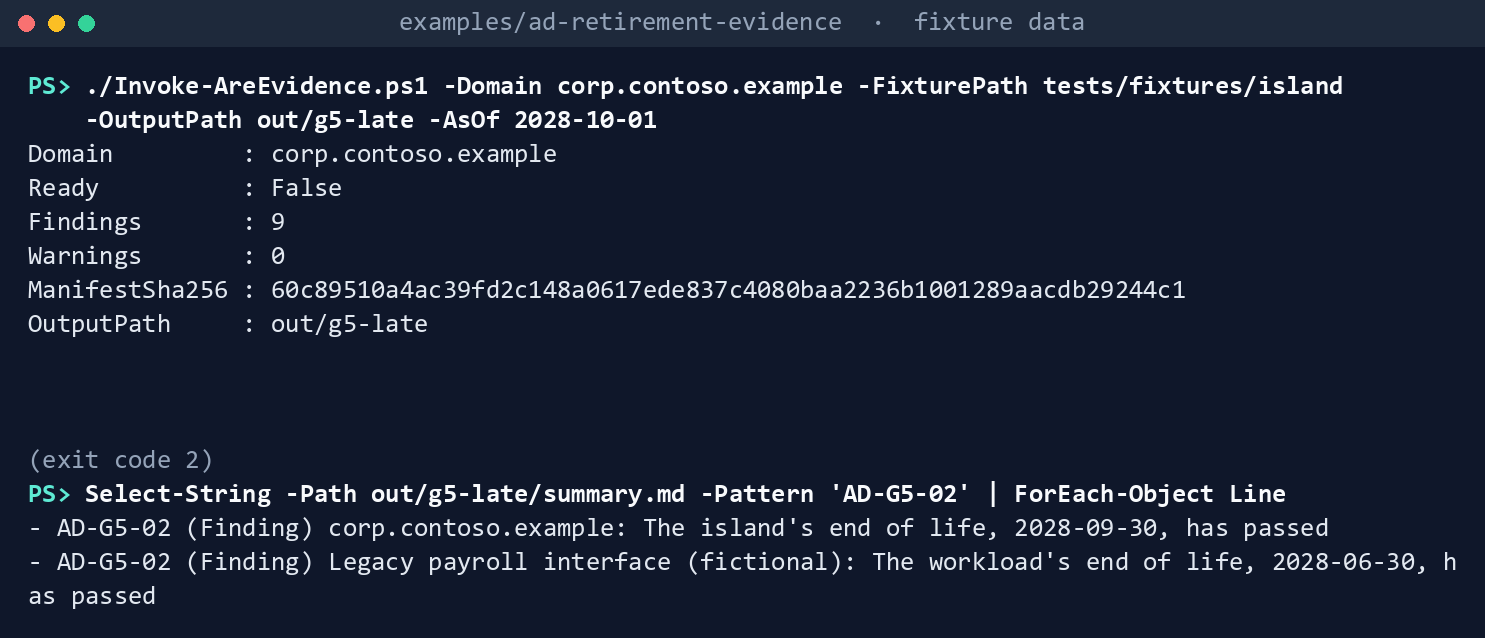 examples/ad-retirement-evidence · fixture data
PS> ./Invoke-AreEvidence.ps1 -Domain corp.contoso.example -FixturePath tests/fixtures/island
    -OutputPath out/g5-late -AsOf 2028-10-01
Domain         : corp.contoso.example
Ready          : False
Findings       : 9
Warnings       : 0
ManifestSha256 : 60c89510a4ac39fd2c148a0617ede837c4080baa2236b1001289aacdb29244c1
OutputPath     : out/g5-late
(exit code 2)
PS> Select-String -Path out/g5-late/summary.md -Pattern 'AD-G5-02' | ForEach-Object Line
- AD-G5-02 (Finding) corp.contoso.example: The island's end of life, 2028-09-30, has passed
- AD-G5-02 (Finding) Legacy payroll interface (fictional): The workload's end of life, 2028-06-30, h
as passed